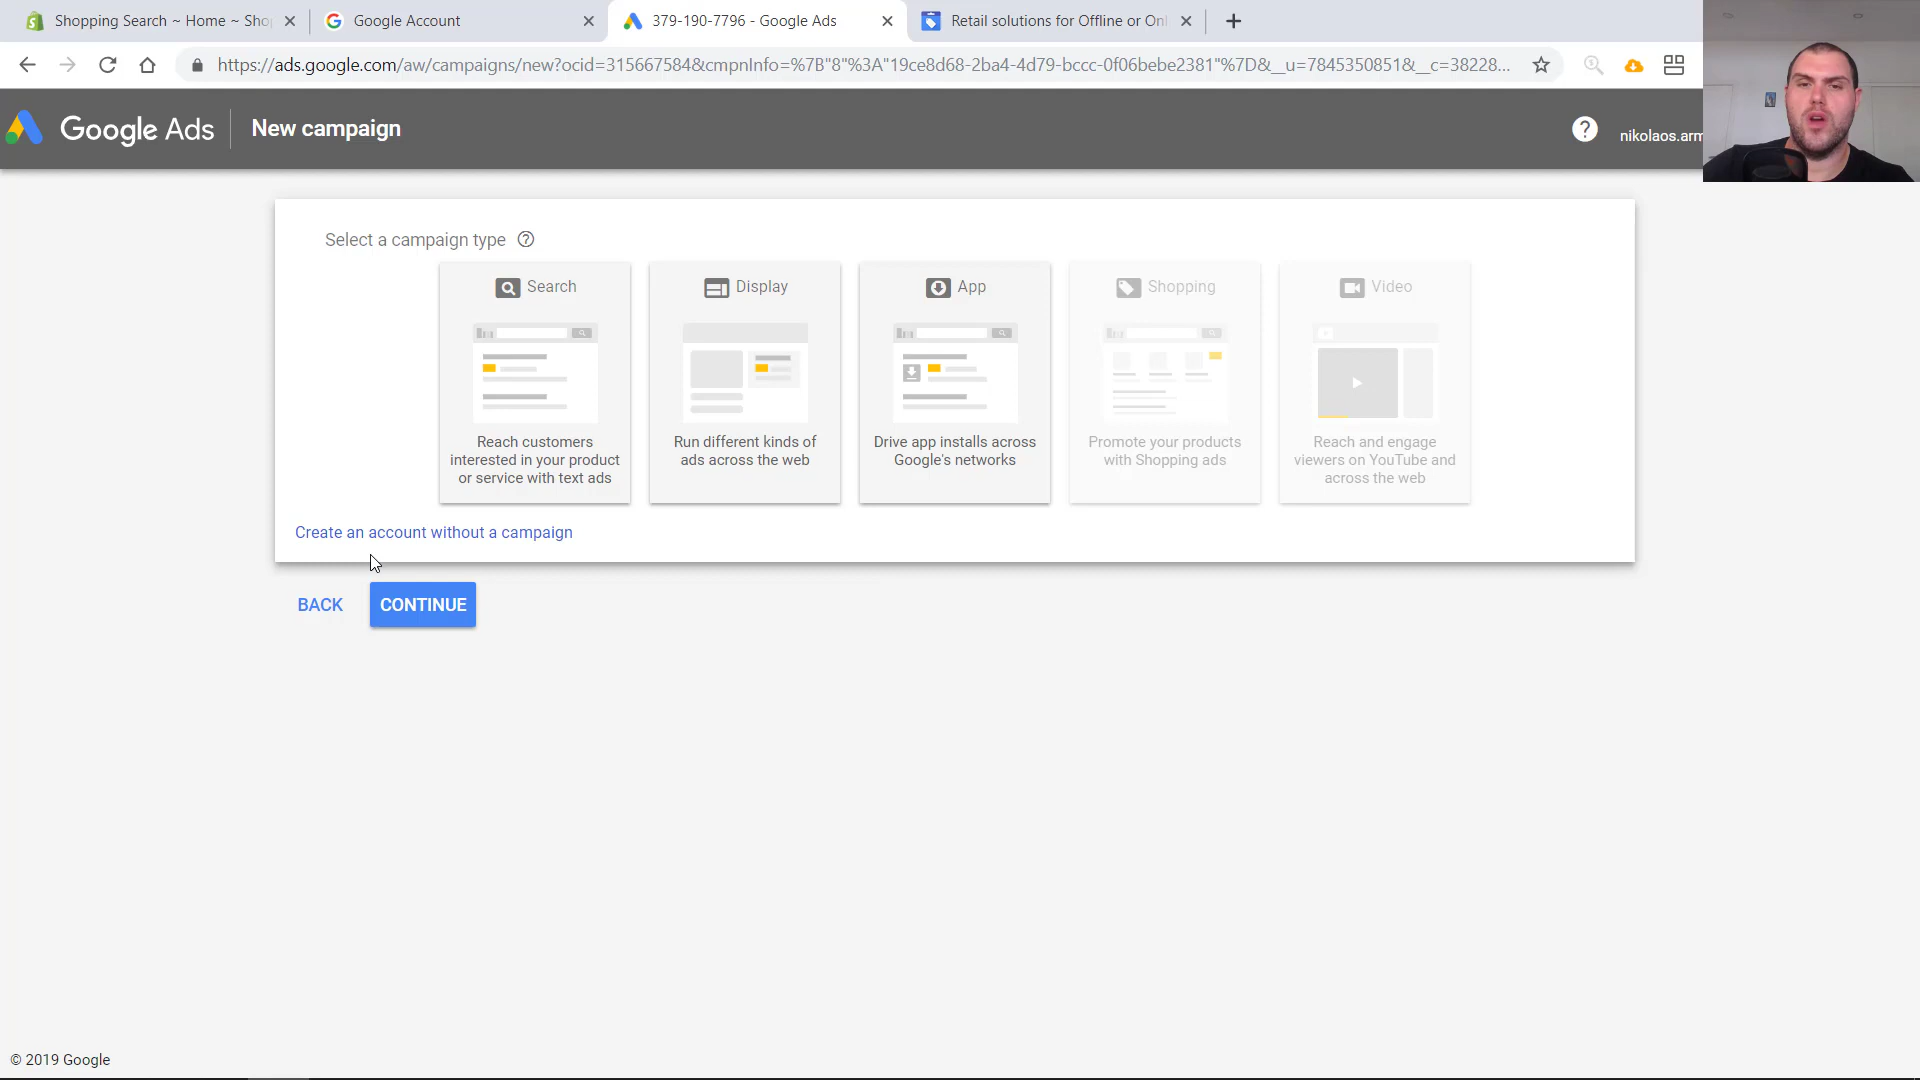 Shopping Search ~ Home ~ Sho
Google Account
379-190-7796 - Google Ads
Retail solutions for Offline or Onl
https://ads.google.com/aw/campaigns/new?ocid=315667584&cmpnInfo=%7B"8"%3A"19ce8d68-2ba4-4d79-bccc-0f06bebe2381"%7D&__u=7845350851&__c=38228...
Google Ads
New campaign
nikolaos.arm
Select a campaign type
Search
Reach customers
interested in your product
or service with text ads
Display
Run different kinds of
ads across the web
App
Drive app installs across
Google's networks
Shopping
Promote your products
with Shopping ads
Video
Reach and engage
viewers on YouTube and
across the web
Create an account without a campaign
BACK
CONTINUE
© 2019 Google